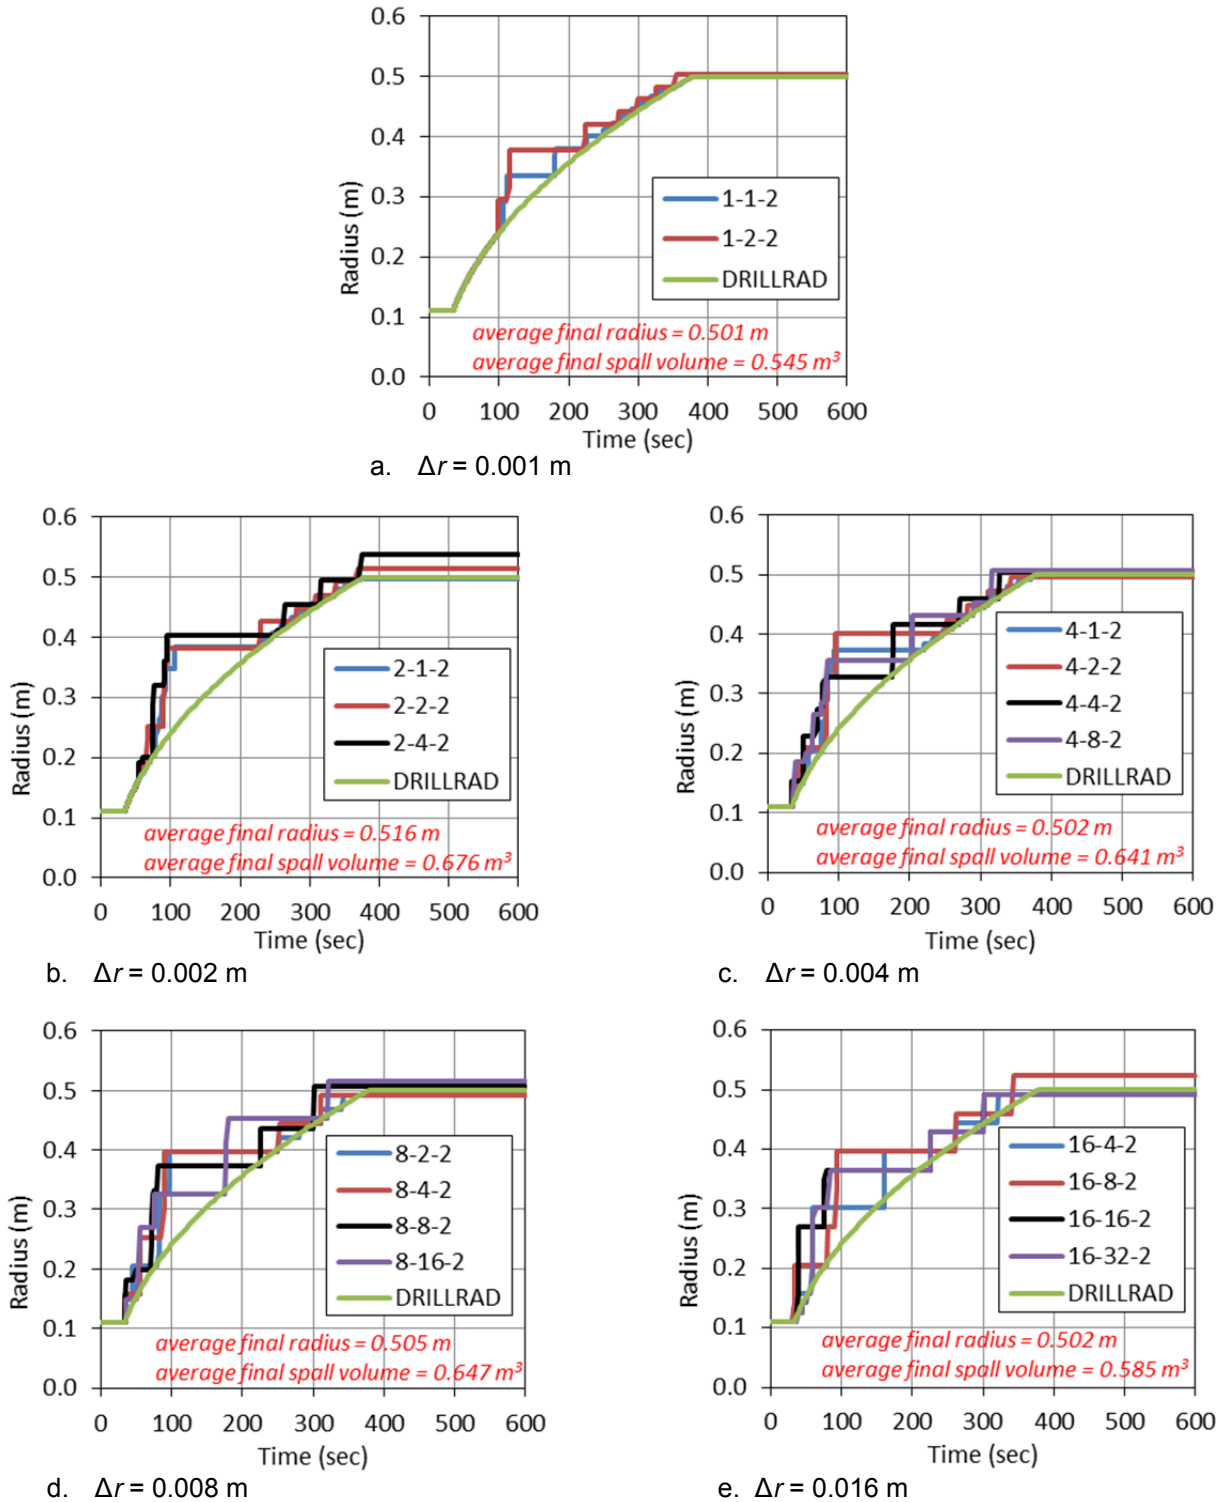 0.6
0.5
0.4
0.3
0.2
0.1
0.0
Radius (m)
1-1-2
1-2-2
DRILLRAD
average final radius = 0.501 m
average final spall volume = 0.545 m³
0 100 200 300 400 500 600
Time (sec)
a. Δr = 0.001 m
0.6
0.5
0.4
0.3
0.2
0.1
0.0
Radius (m)
2-1-2
2-2-2
2-4-2
DRILLRAD
average final radius = 0.516 m
average final spall volume = 0.676 m³
0 100 200 300 400 500 600
Time (sec)
b. Δr = 0.002 m
0.6
0.5
0.4
0.3
0.2
0.1
0.0
Radius (m)
4-1-2
4-2-2
4-4-2
4-8-2
DRILLRAD
average final radius = 0.502 m
average final spall volume = 0.641 m³
0 100 200 300 400 500 600
Time (sec)
c. Δr = 0.004 m
0.6
0.5
0.4
0.3
0.2
0.1
0.0
Radius (m)
8-2-2
8-4-2
8-8-2
8-16-2
DRILLRAD
average final radius = 0.505 m
average final spall volume = 0.647 m³
0 100 200 300 400 500 600
Time (sec)
d. Δr = 0.008 m
0.6
0.5
0.4
0.3
0.2
0.1
0.0
Radius (m)
16-4-2
16-8-2
16-16-2
16-32-2
DRILLRAD
average final radius = 0.502 m
average final spall volume = 0.585 m³
0 100 200 300 400 500 600
Time (sec)
e. Δr = 0.016 m